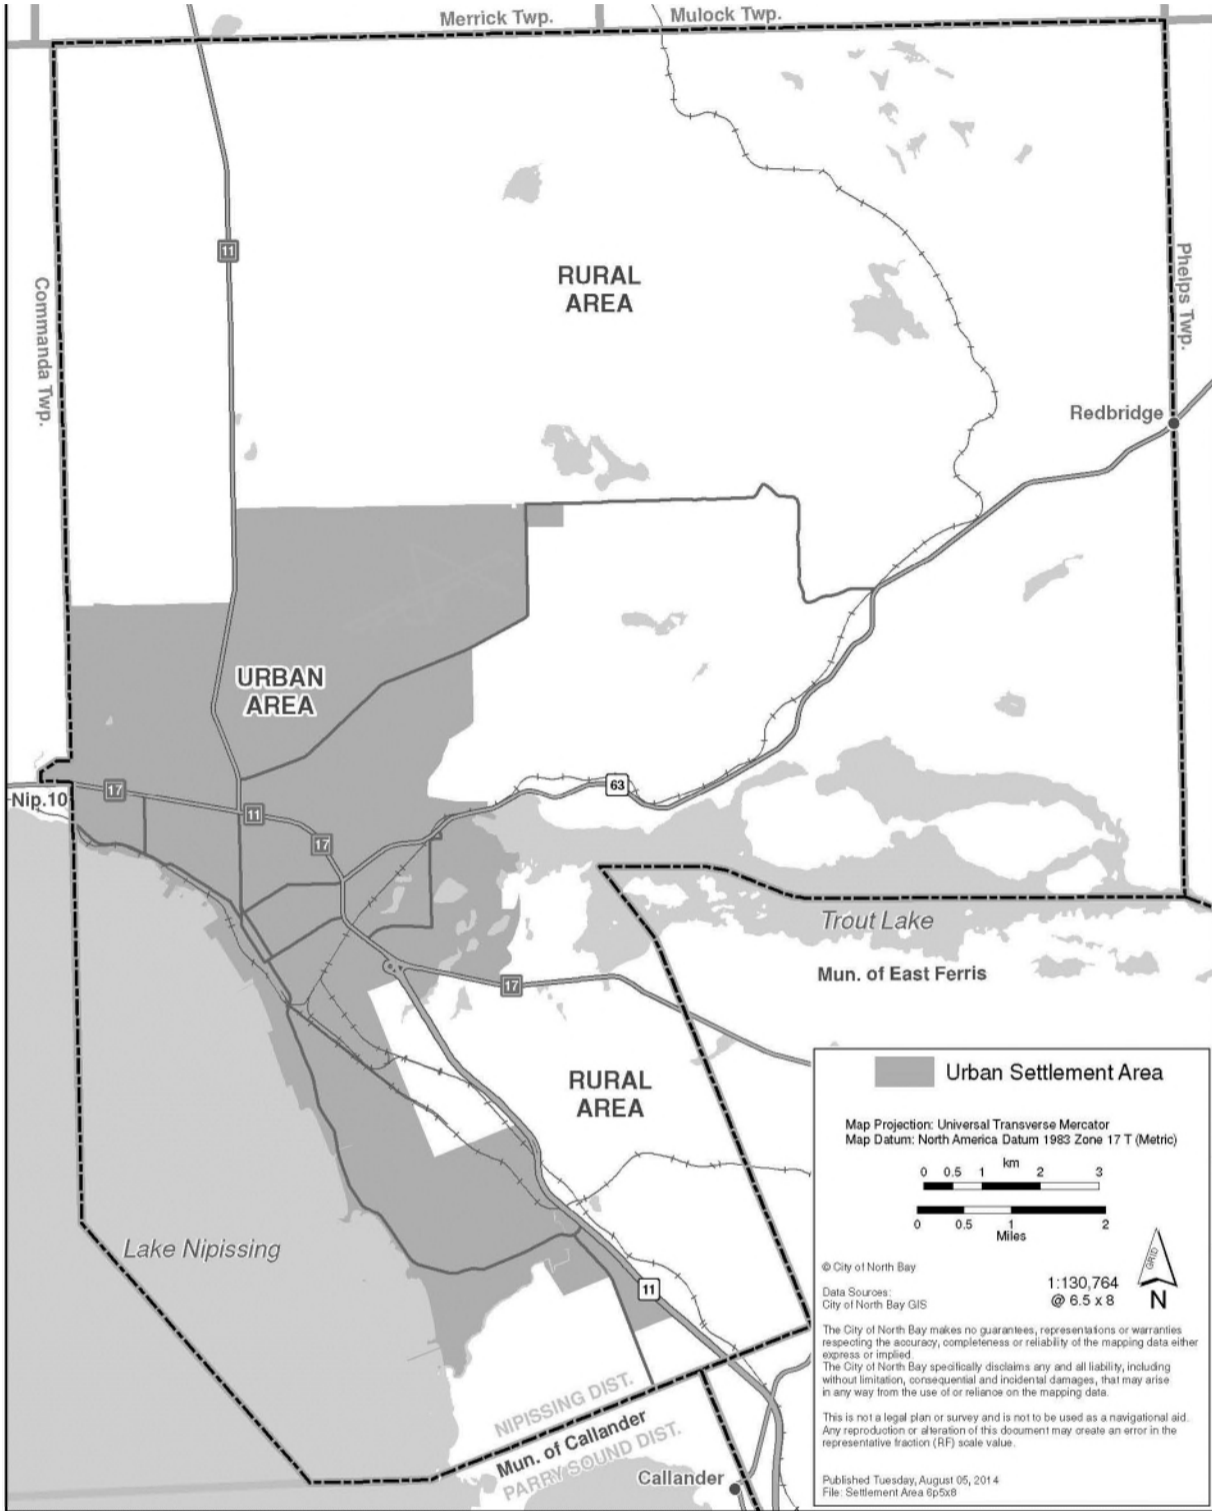 Merrick Twp.
Mulock Twp.
11
RURAL
AREA
Commanda Twp.
Phelps Twp.
Redbridge
URBAN
AREA
63
17
Nip.10
11
17
Trout Lake
Mun. of East Ferris
17
RURAL
AREA
Lake Nipissing
11
NIPISSING DIST.
Mun. of Callander
PARRY SOUND DIST.
Callander
Urban Settlement Area
Map Projection: Universal Transverse Mercator
Map Datum: North America Datum 1983 Zone 17 T (Metric)
km
0 0.5 1 2 3
0 0.5 1 2
Miles
GRID
N
© City of North Bay
1:130,764
@ 6.5 x 8
Data Sources:
City of North Bay GIS
The City of North Bay makes no guarantees, representations or warranties
respecting the accuracy, completeness or reliability of the mapping data either
express or implied.
The City of North Bay specifically disclaims any and all liability, including
without limitation, consequential and incidental damages, that may arise
in any way from the use of or reliance on the mapping data.
This is not a legal plan or survey and is not to be used as a navigational aid.
Any reproduction or alteration of this document may create an error in the
representative fraction (RF) scale value.
Published Tuesday, August 05, 2014
File: Settlement Area 6p5x8